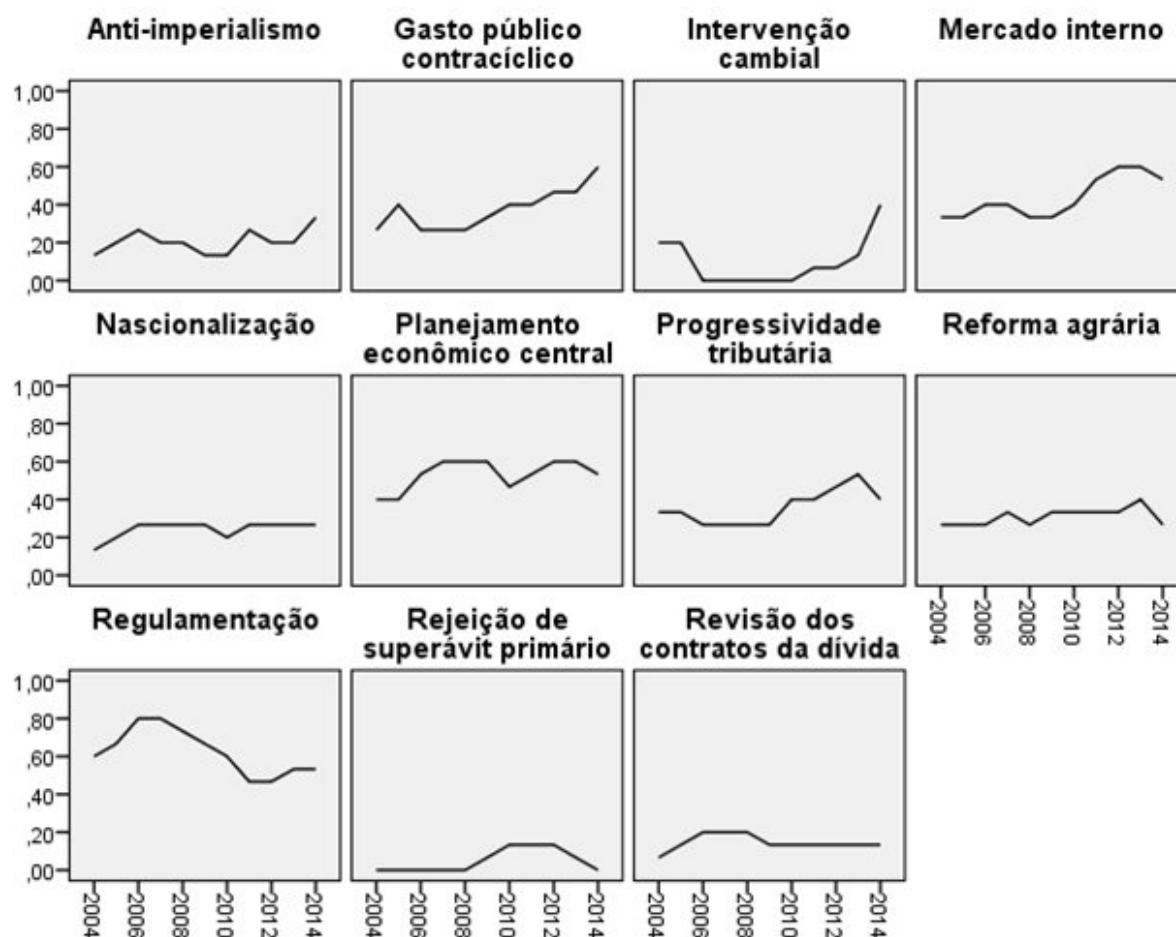 Anti-imperialismo
Gasto público
contracíclico
Intervenção
cambial
Mercado interno
1,00
,80
,60
,40
,20
,00
Nascionalização
Planejamento
econômico central
Progressividade
tributária
Reforma agrária
1,00
,80
,60
,40
,20
,00
2004
2006
2008
2010
2012
2014
Regulamentação
Rejeição de
superávit primário
Revisão dos
contratos da dívida
1,00
,80
,60
,40
,20
,00
2004
2006
2008
2010
2012
2014
2004
2006
2008
2010
2012
2014
2004
2006
2008
2010
2012
2014